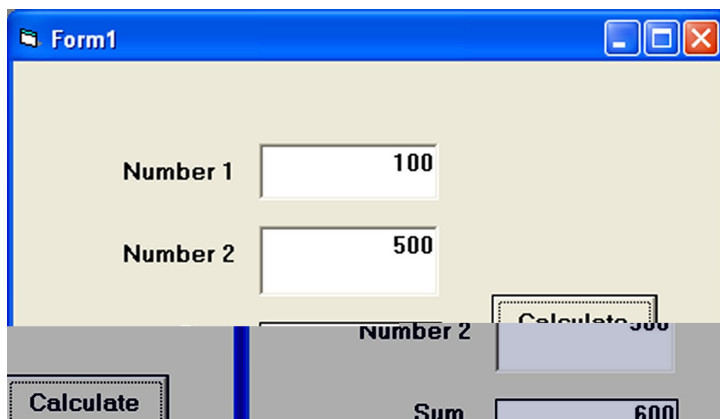 Form1
Number 1 100
Number 2 500
Calculate
Number 2
Calculate
Sum 600